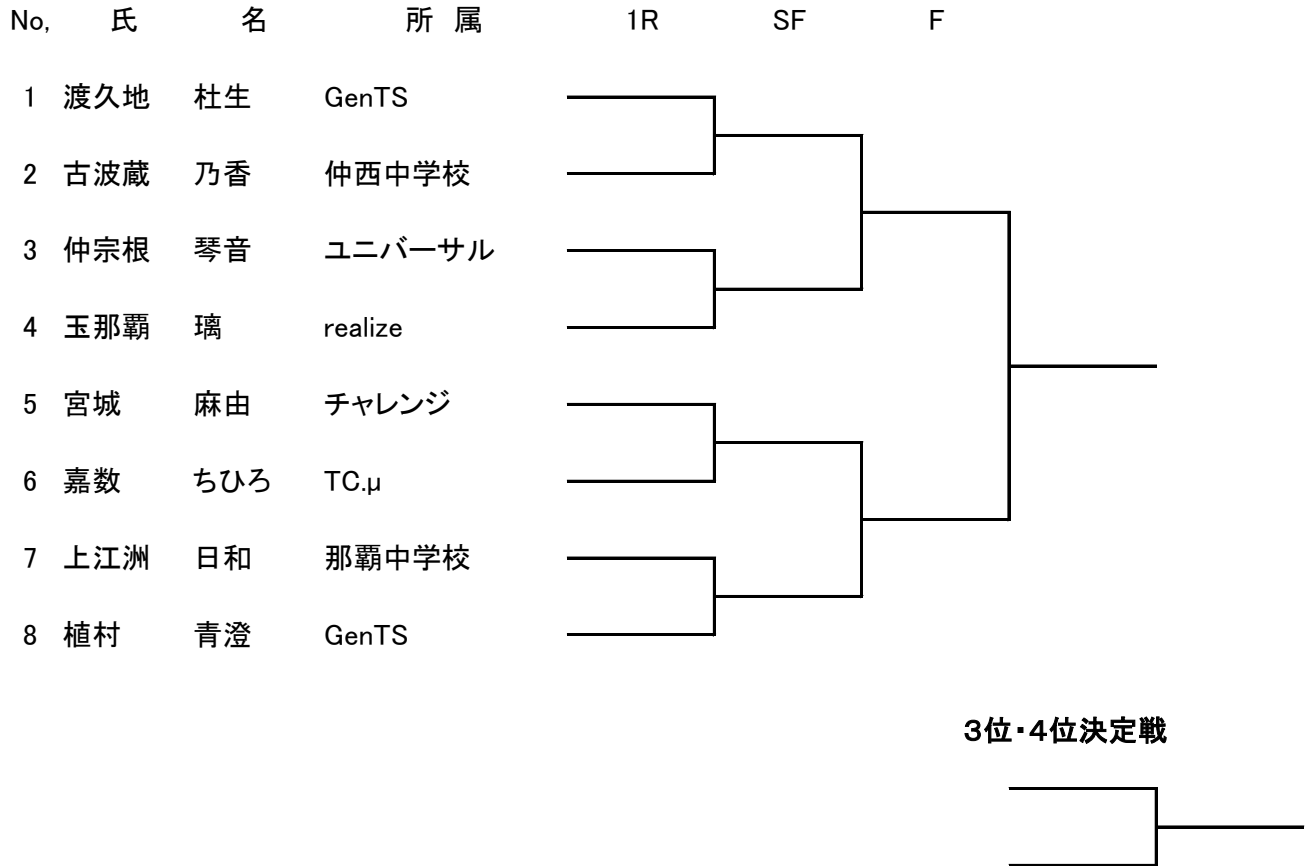 No, 氏 名 所 属 1R SF F
1 渡久地 杜生 GenTS
2 古波蔵 乃香 仲西中学校
3 仲宗根 琴音 ユニバーサル
4 玉那覇 璃 realize
5 宮城 麻由 チャレンジ
6 嘉数 ちひろ TC.μ
7 上江洲 日和 那覇中学校
8 植村 青澄 GenTS
3位・4位決定戦